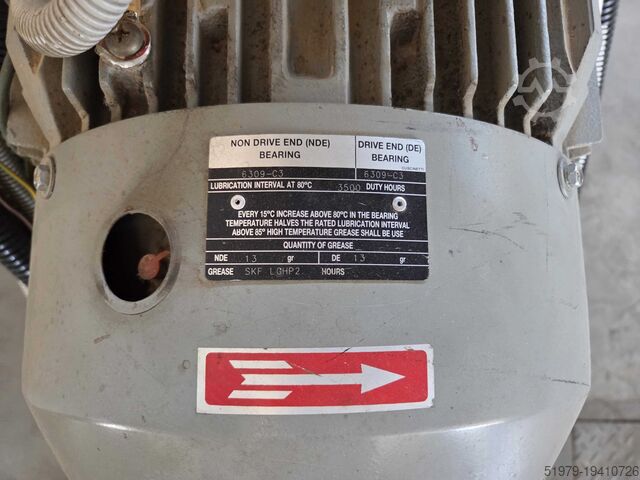 NON DRIVE END (NDE) BEARING
DRIVE END (DE) BEARING
CUSCINETTI
6309-C3 6309-C3
LUBRICATION INTERVAL AT 80°C 3500 DUTY HOURS
EVERY 15°C INCREASE ABOVE 80°C IN THE BEARING
TEMPERATURE HALVES THE RATED LUBRICATION INTERVAL
ABOVE 85° HIGH TEMPERATURE GREASE SHALL BE USE
QUANTITY OF GREASE
NDE 13 gr DE 13 gr
GREASE SKF LGHP2 HOURS
51979-19410726